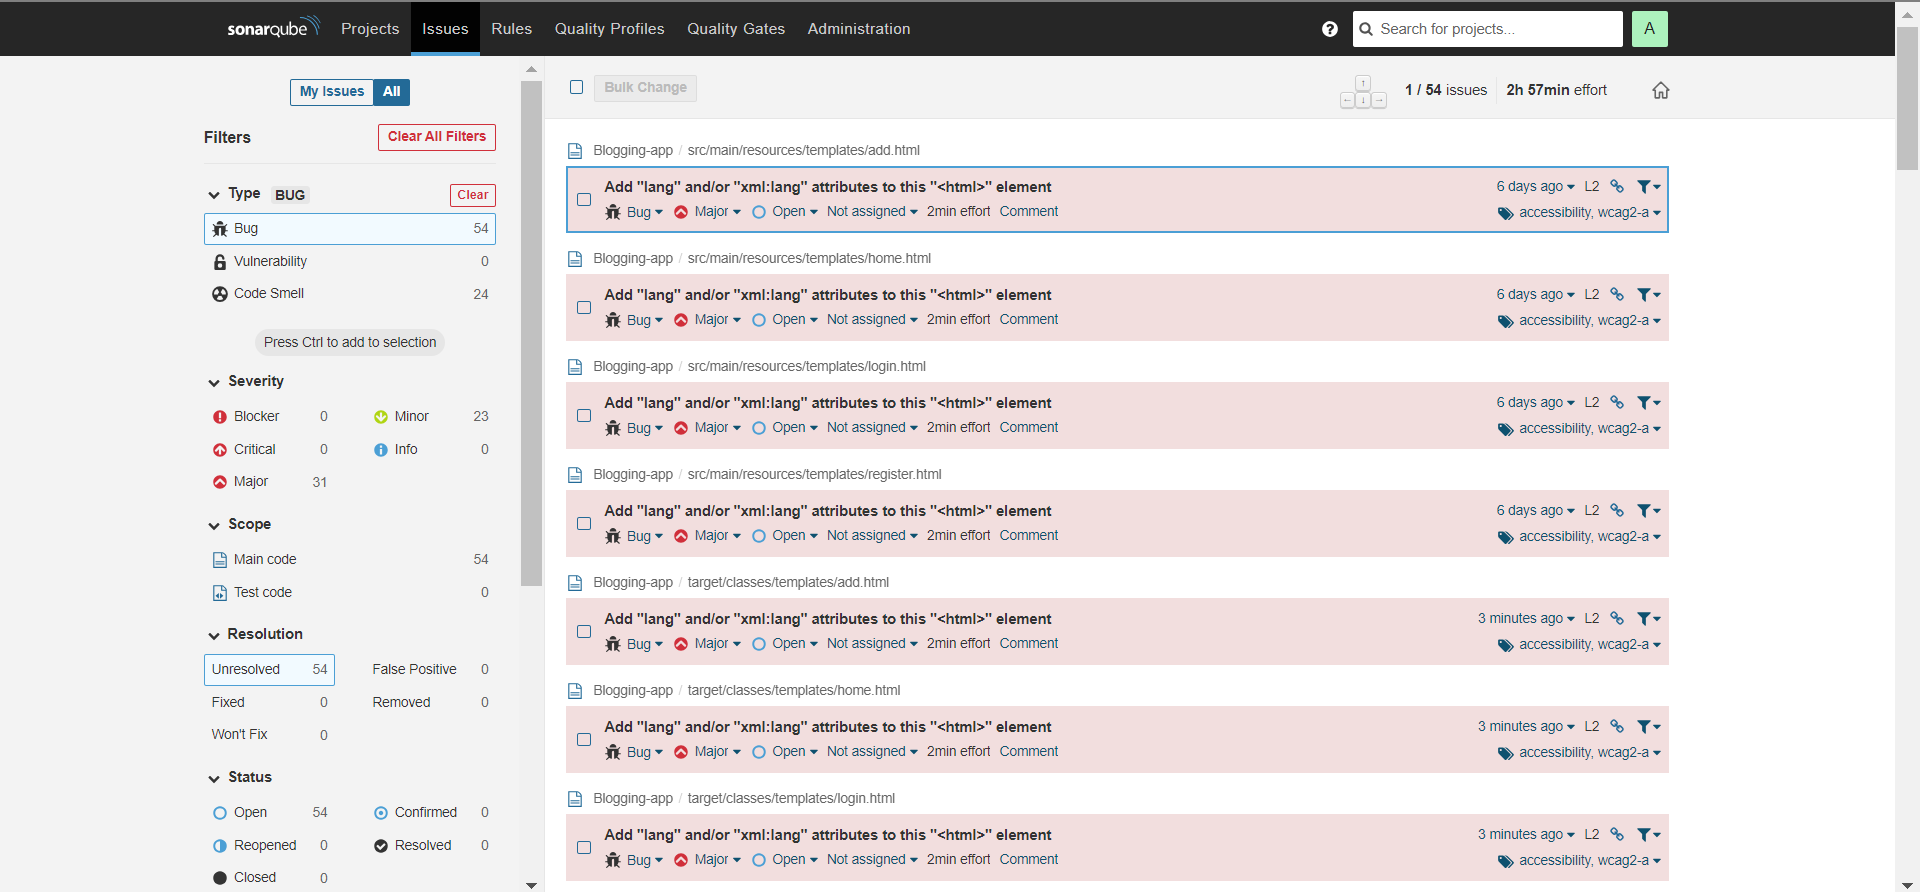 sonarqube Projects Issues Rules Quality Profiles Quality Gates Administration ? Search for projects... A
My Issues All
Filters Clear All Filters
Type BUG Clear
Bug 54
Vulnerability 0
Code Smell 24
Press Ctrl to add to selection
Severity
Blocker 0 Minor 23
Critical 0 Info 0
Major 31
Scope
Main code 54
Test code 0
Resolution
Unresolved 54 False Positive 0
Fixed 0 Removed 0
Won't Fix 0
Status
Open 54 Confirmed 0
Reopened 0 Resolved 0
Closed 0
Bulk Change 1 / 54 issues 2h 57min effort
Blogging-app / src/main/resources/templates/add.html
Add "lang" and/or "xml:lang" attributes to this "<html>" element 6 days ago L2
Bug Major Open Not assigned 2min effort Comment accessibility, wcag2-a
Blogging-app / src/main/resources/templates/home.html
Add "lang" and/or "xml:lang" attributes to this "<html>" element 6 days ago L2
Bug Major Open Not assigned 2min effort Comment accessibility, wcag2-a
Blogging-app / src/main/resources/templates/login.html
Add "lang" and/or "xml:lang" attributes to this "<html>" element 6 days ago L2
Bug Major Open Not assigned 2min effort Comment accessibility, wcag2-a
Blogging-app / src/main/resources/templates/register.html
Add "lang" and/or "xml:lang" attributes to this "<html>" element 6 days ago L2
Bug Major Open Not assigned 2min effort Comment accessibility, wcag2-a
Blogging-app / target/classes/templates/add.html
Add "lang" and/or "xml:lang" attributes to this "<html>" element 3 minutes ago L2
Bug Major Open Not assigned 2min effort Comment accessibility, wcag2-a
Blogging-app / target/classes/templates/home.html
Add "lang" and/or "xml:lang" attributes to this "<html>" element 3 minutes ago L2
Bug Major Open Not assigned 2min effort Comment accessibility, wcag2-a
Blogging-app / target/classes/templates/login.html
Add "lang" and/or "xml:lang" attributes to this "<html>" element 3 minutes ago L2
Bug Major Open Not assigned 2min effort Comment accessibility, wcag2-a